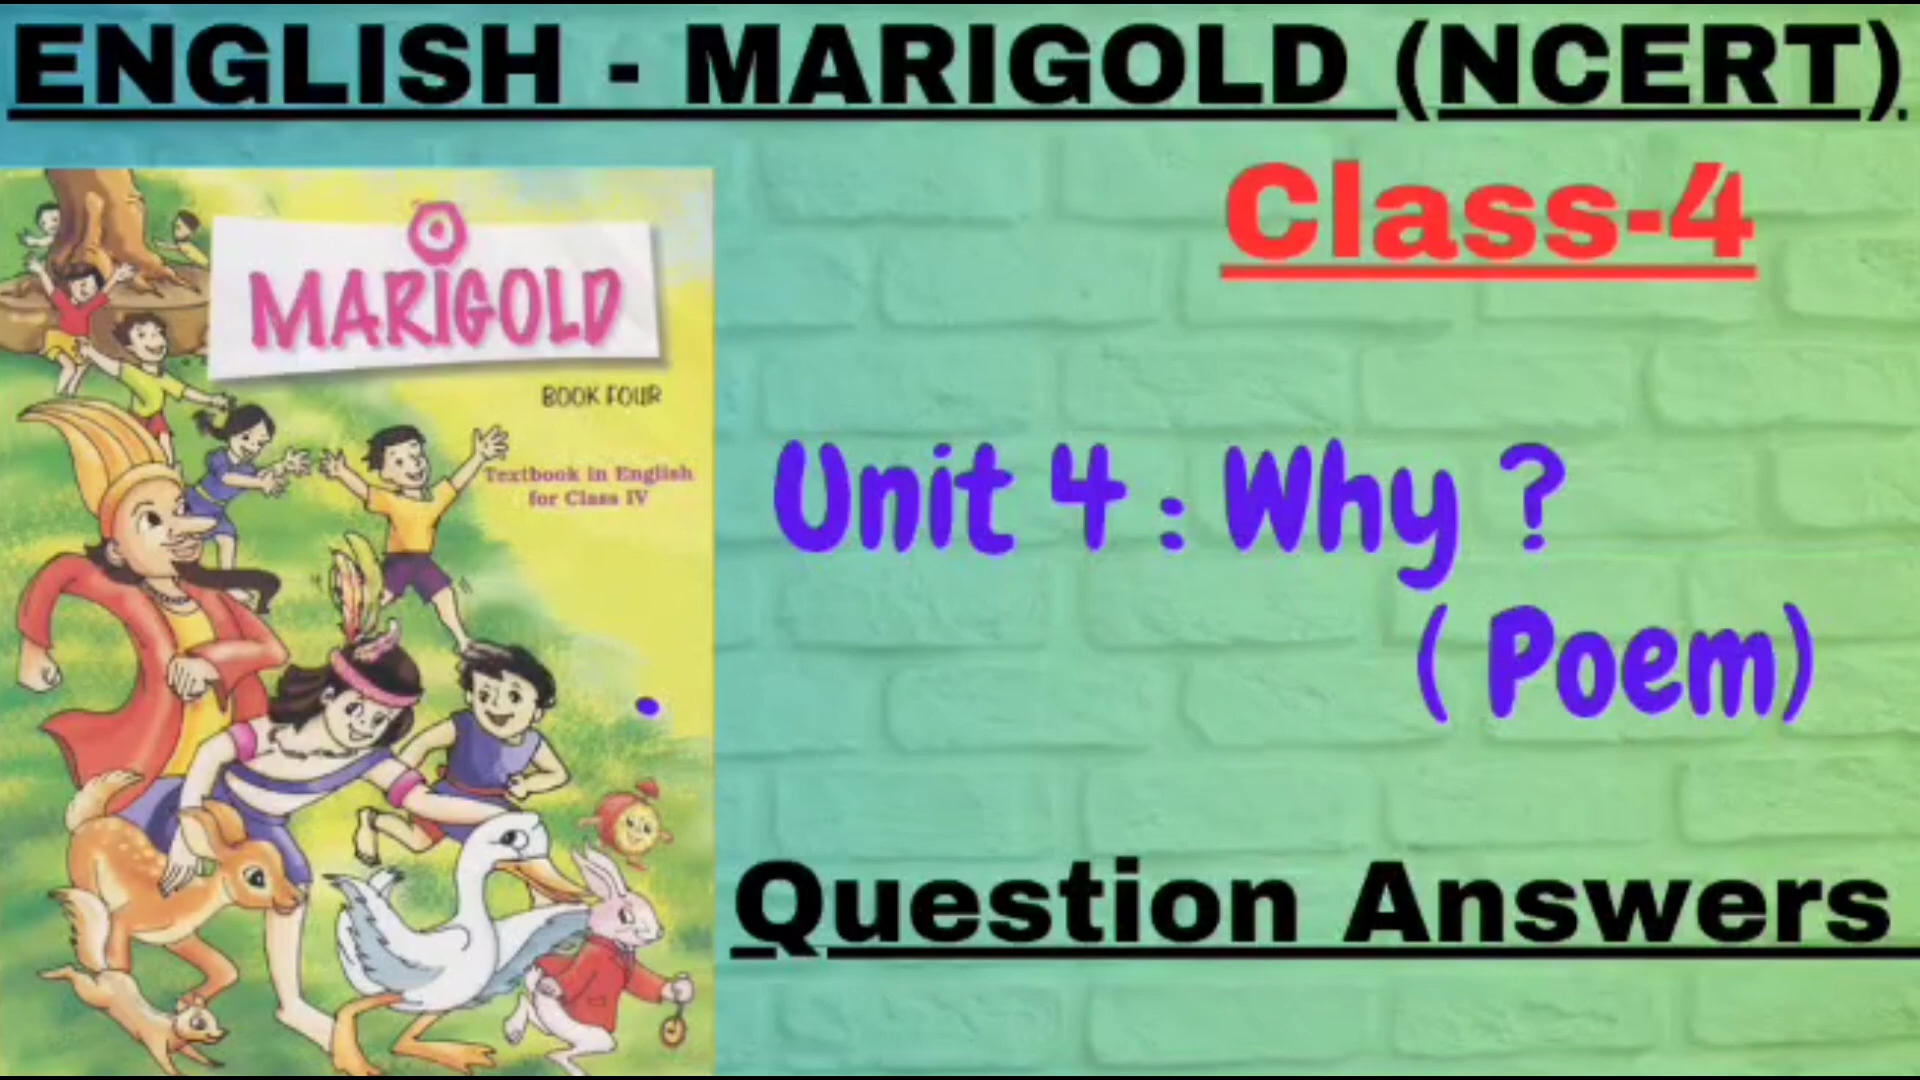 ENGLISH - MARIGOLD (NCERT).
Class-4
MARIGOLD
BOOK FOUR
Textbook in English
for Class IV
Unit 4 : Why ?
( Poem)
Question Answers